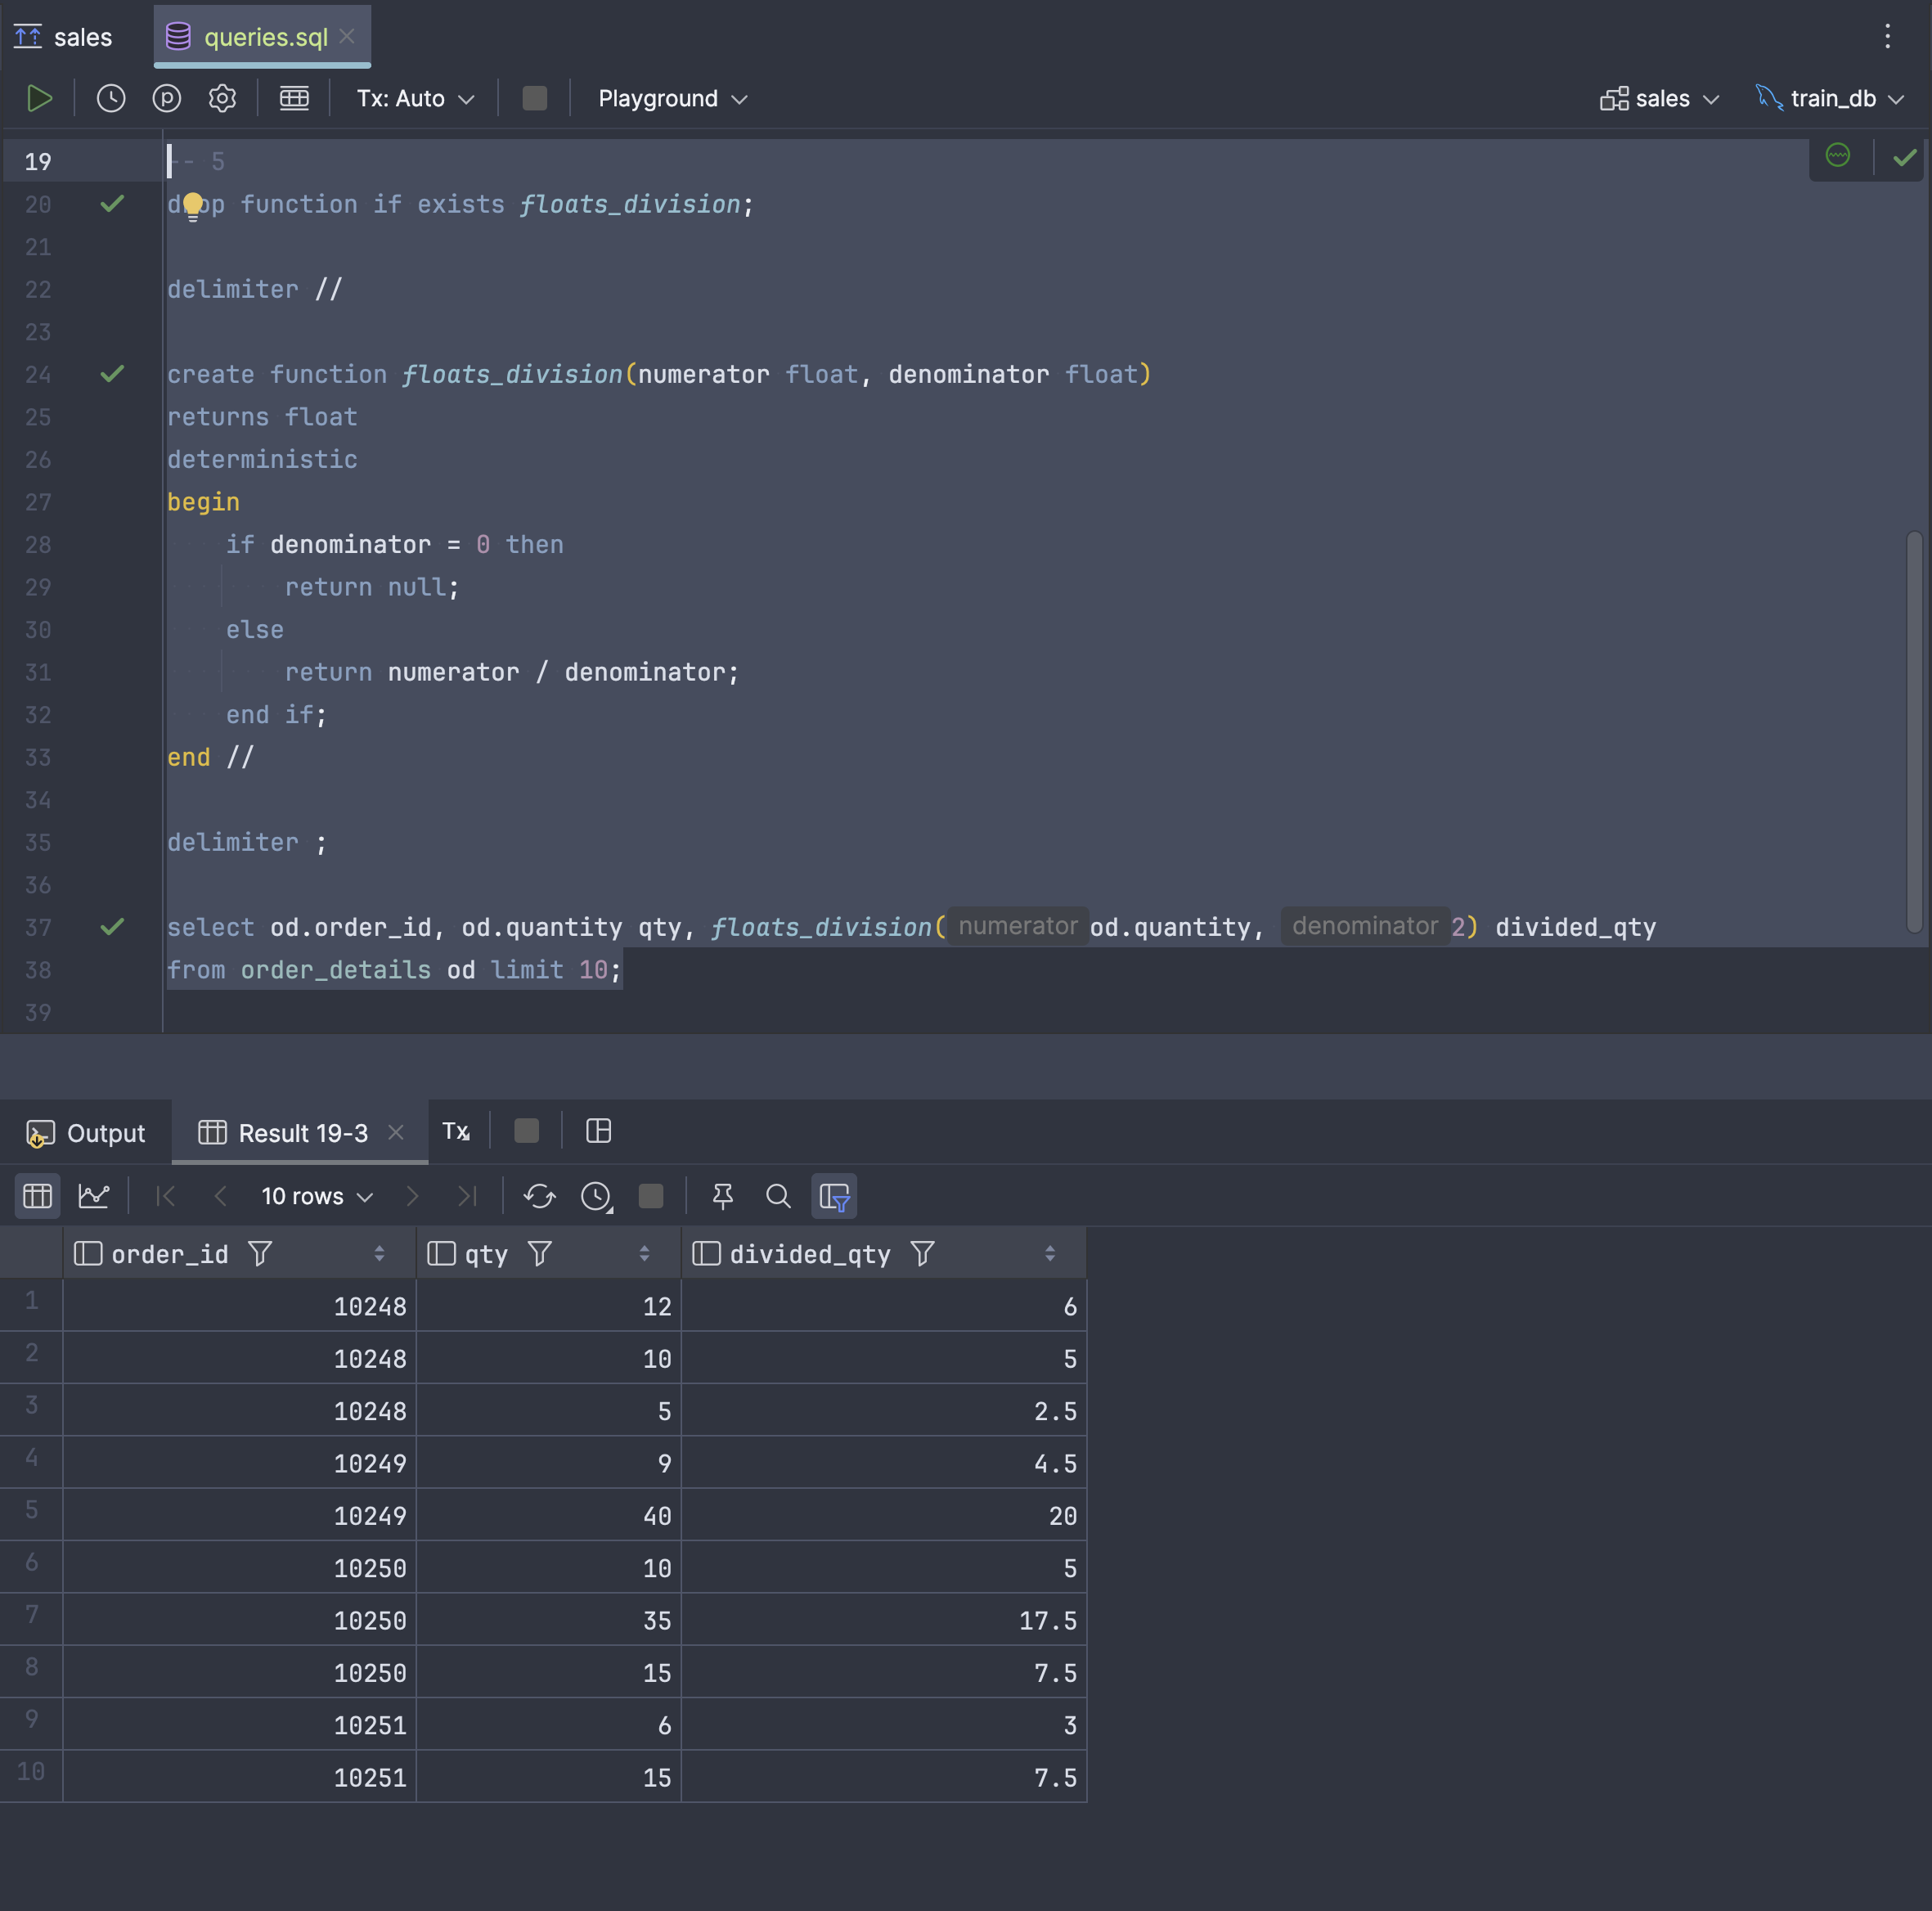 sales queries.sql
Tx: Auto Playground sales train_db
19 -- 5
20 drop function if exists floats_division;
21
22 delimiter //
23
24 create function floats_division(numerator float, denominator float)
25 returns float
26 deterministic
27 begin
28 if denominator = 0 then
29 return null;
30 else
31 return numerator / denominator;
32 end if;
33 end //
34
35 delimiter ;
36
37 select od.order_id, od.quantity qty, floats_division( numerator od.quantity, denominator 2) divided_qty
38 from order_details od limit 10;
39
Output Result 19-3 Tx
10 rows
order_id qty divided_qty
1 10248 12 6
2 10248 10 5
3 10248 5 2.5
4 10249 9 4.5
5 10249 40 20
6 10250 10 5
7 10250 35 17.5
8 10250 15 7.5
9 10251 6 3
10 10251 15 7.5